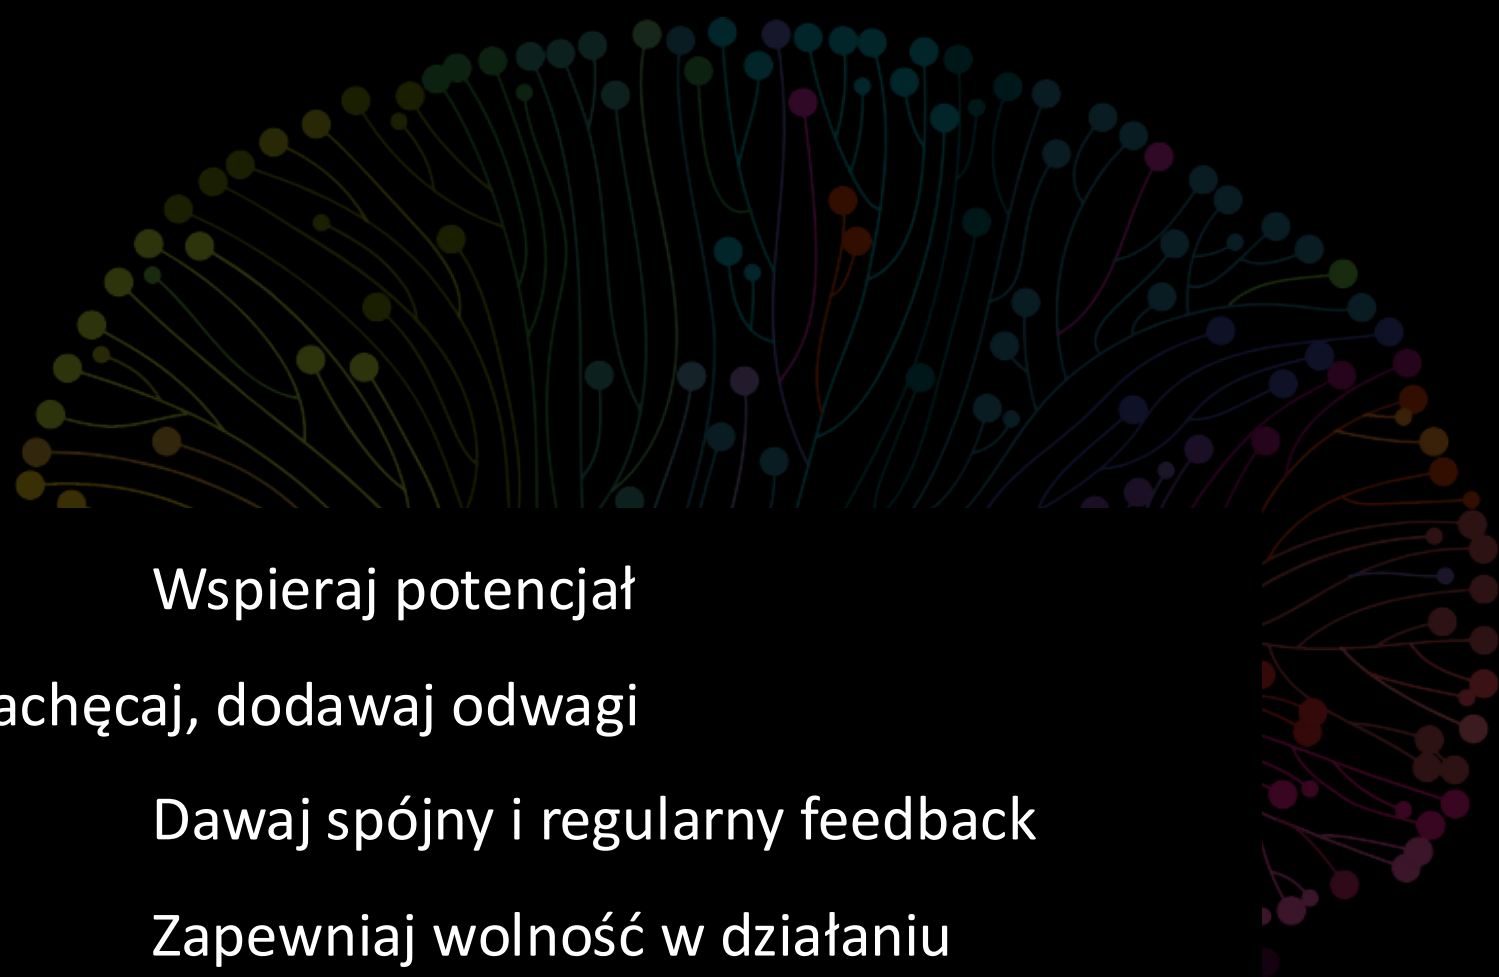 Wspieraj potencjał
achęcaj, dodawaj odwagi
Dawaj spójny i regularny feedback
Zapewniaj wolność w działaniu